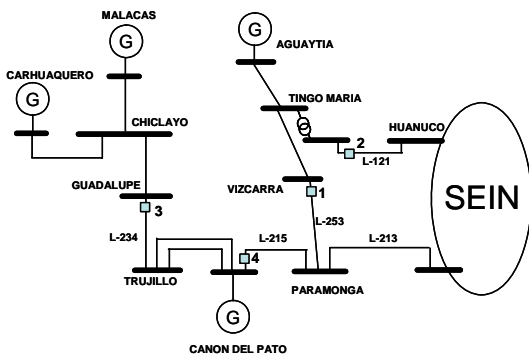 MALACAS
G
CARHUAQUERO
G
CHICLAYO
GUADALUPE
3
L-234
TRUJILLO
G
AGUAYTIA
TINGO MARIA
2
HUANUCO
L-121
VIZCARRA
1
L-253
SEIN
L-215
L-213
4
PARAMONGA
G
CANON DEL PATO